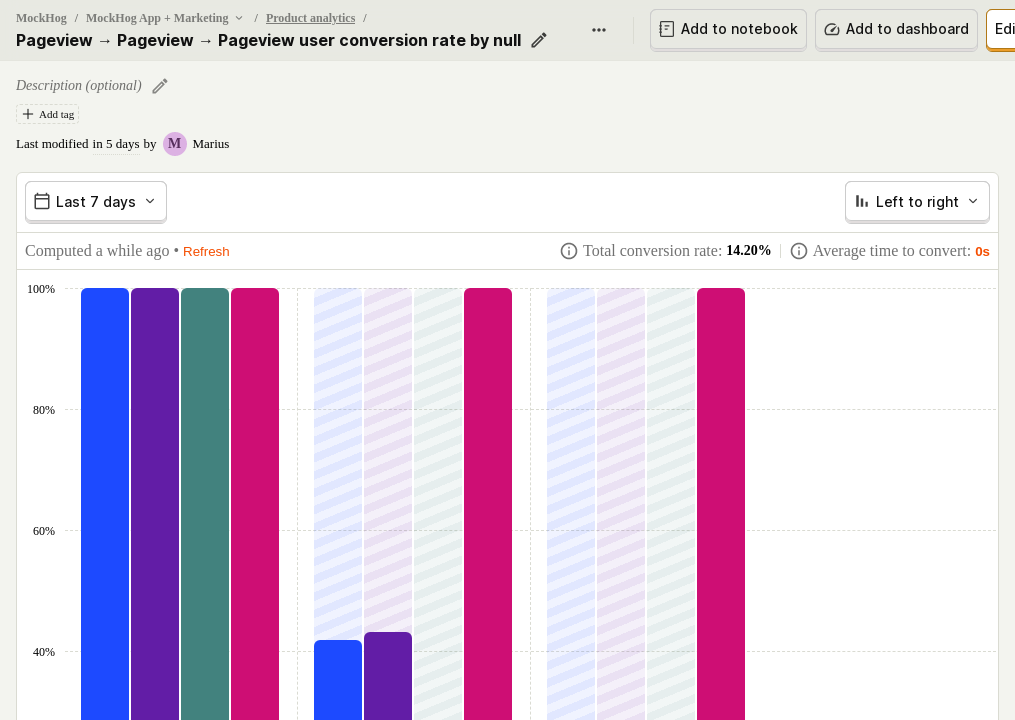 MockHog / MockHog App + Marketing / Product analytics /
Pageview → Pageview → Pageview user conversion rate by null
Add to notebook
Add to dashboard
Edi
Description (optional)
Add tag
Last modified in 5 days by M Marius
Last 7 days
Left to right
Computed a while ago • Refresh
Total conversion rate: 14.20%
Average time to convert: 0s
100%
80%
60%
40%